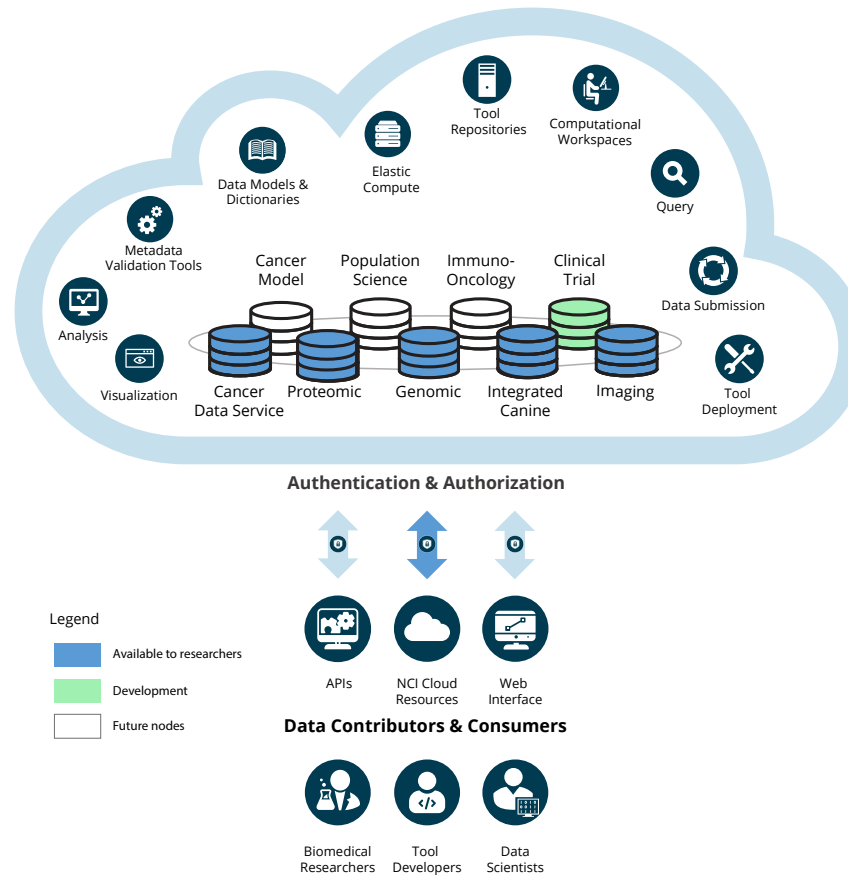 Tool
Repositories
Computational
Workspaces
Elastic
Compute
Data Models &
Dictionaries
Query
Metadata
Validation Tools
Cancer
Model
Population
Science
Immuno-
Oncology
Clinical
Trial
Data Submission
Analysis
Visualization
Cancer
Data Service
Proteomic
Genomic
Integrated
Canine
Imaging
Tool
Deployment
Authentication & Authorization
Legend
Available to researchers
Development
Future nodes
APIs
NCI Cloud
Resources
Web
Interface
Data Contributors & Consumers
Biomedical
Researchers
Tool
Developers
Data
Scientists